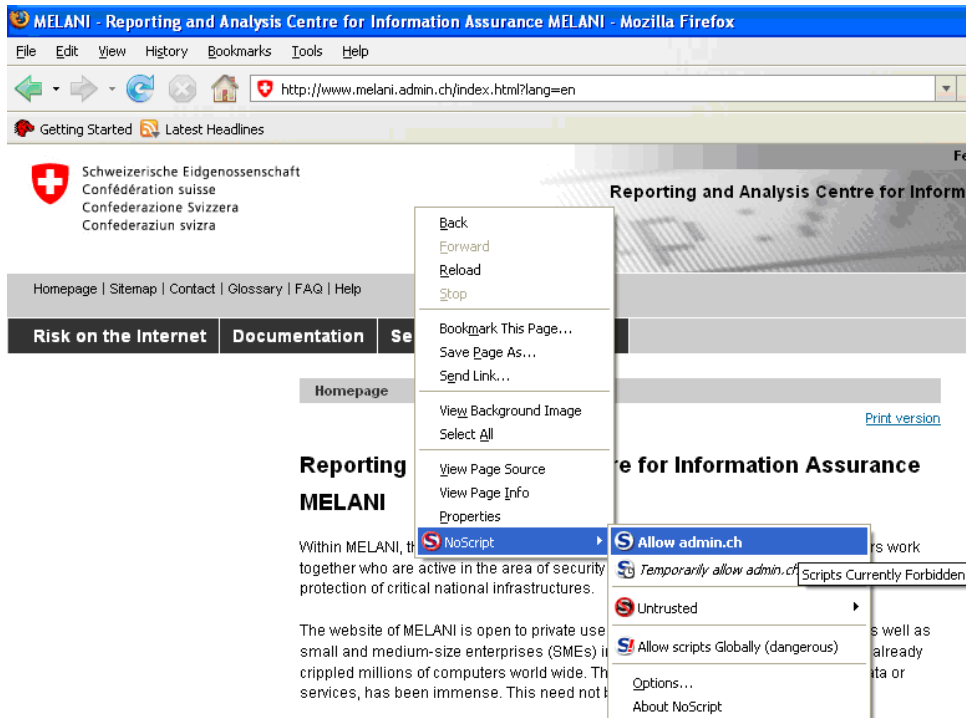 MELANI - Reporting and Analysis Centre for Information Assurance MELANI - Mozilla Firefox
File Edit View History Bookmarks Tools Help
http://www.melani.admin.ch/index.html?lang=en
Getting Started Latest Headlines
Schweizerische Eidgenossenschaft
Confédération suisse
Confederazione Svizzera
Confederaziun svizra
Reporting and Analysis Centre for Inform
Homepage | Sitemap | Contact | Glossary | FAQ | Help
Risk on the Internet Documentation Se
Homepage
Print version
Reporting
re for Information Assurance
MELANI
Within MELANI, th
rs work
together who are active in the area of security
protection of critical national infrastructures.
The website of MELANI is open to private use
s well as
small and medium-size enterprises (SMEs) i
already
crippled millions of computers world wide. Th
ata or
services, has been immense. This need not b
Back
Forward
Reload
Stop
Bookmark This Page...
Save Page As...
Send Link...
View Background Image
Select All
View Page Source
View Page Info
Properties
NoScript
Allow admin.ch
Temporarily allow admin.ch
Scripts Currently Forbidden
Untrusted
Allow scripts Globally (dangerous)
Options...
About NoScript